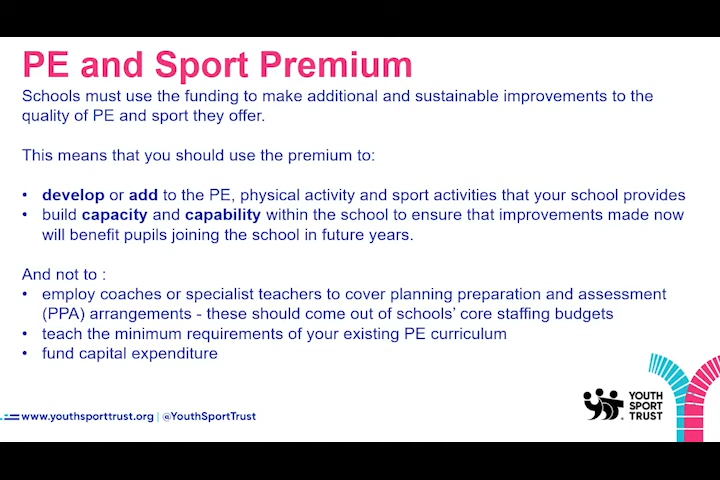 PE and Sport Premium
Schools must use the funding to make additional and sustainable improvements to the
quality of PE and sport they offer.
This means that you should use the premium to:
• develop or add to the PE, physical activity and sport activities that your school provides
• build capacity and capability within the school to ensure that improvements made now
will benefit pupils joining the school in future years.
And not to :
• employ coaches or specialist teachers to cover planning preparation and assessment
(PPA) arrangements - these should come out of schools’ core staffing budgets
• teach the minimum requirements of your existing PE curriculum
• fund capital expenditure
www.youthsporttrust.org | @YouthSportTrust
YOUTH
SPORT
TRUST